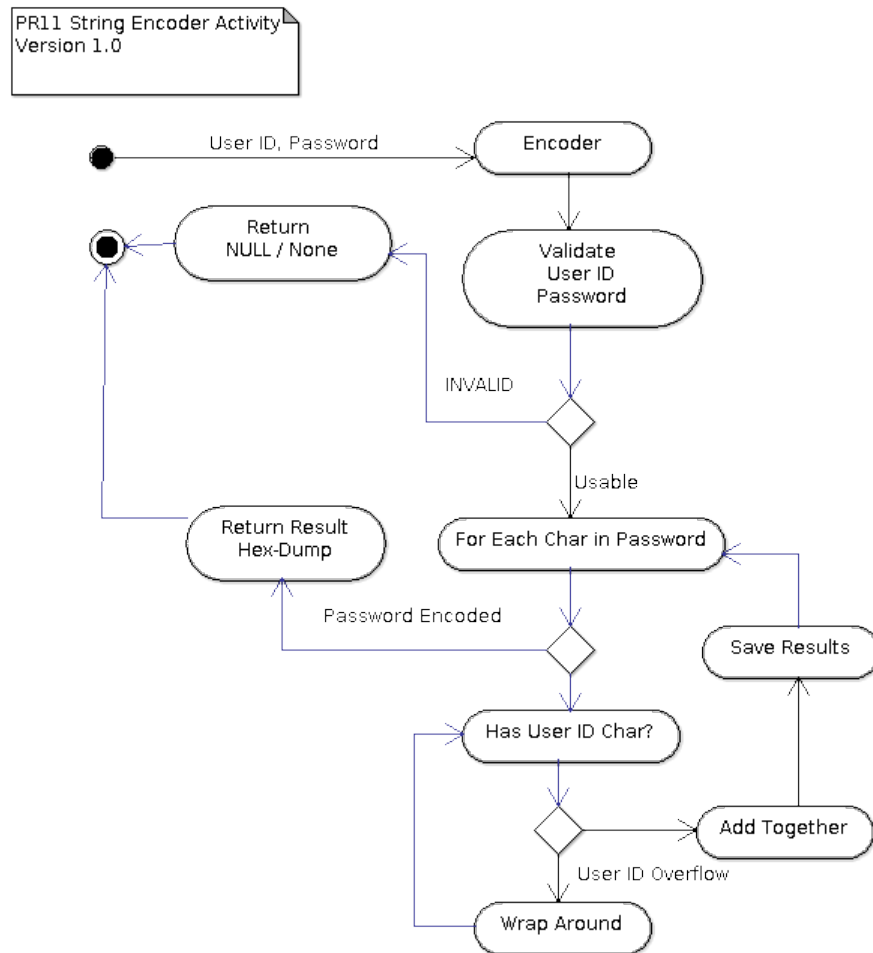 PR11 String Encoder Activity
Version 1.0
User ID, Password
Encoder
Return
NULL / None
Validate
User ID
Password
INVALID
Usable
Return Result
Hex-Dump
For Each Char in Password
Password Encoded
Save Results
Has User ID Char?
Add Together
User ID Overflow
Wrap Around